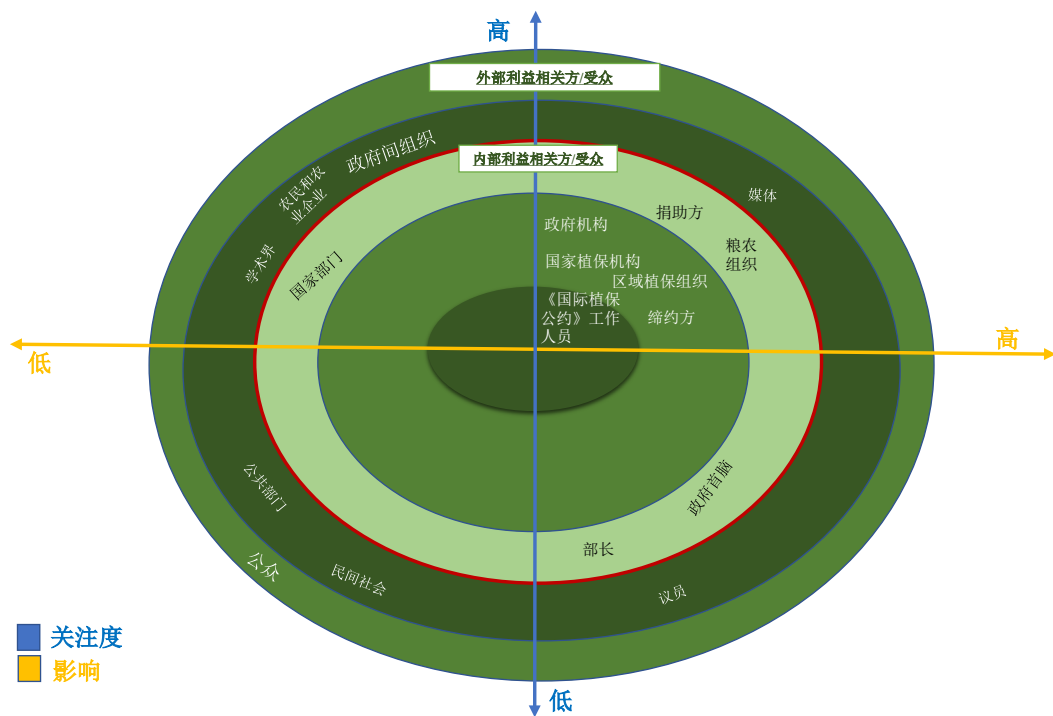 高
外部利益相关方/受众
政府间组织
内部利益相关方/受众
农民和农
业企业
媒体
捐助方
政府机构
学术界
国家部门
粮农
组织
国家植保机构
区域植保组织
《国际植保
公约》工作
人员
缔约方
低
高
公共部门
政府首脑
部长
公众
民间社会
议员
关注度
影响
低